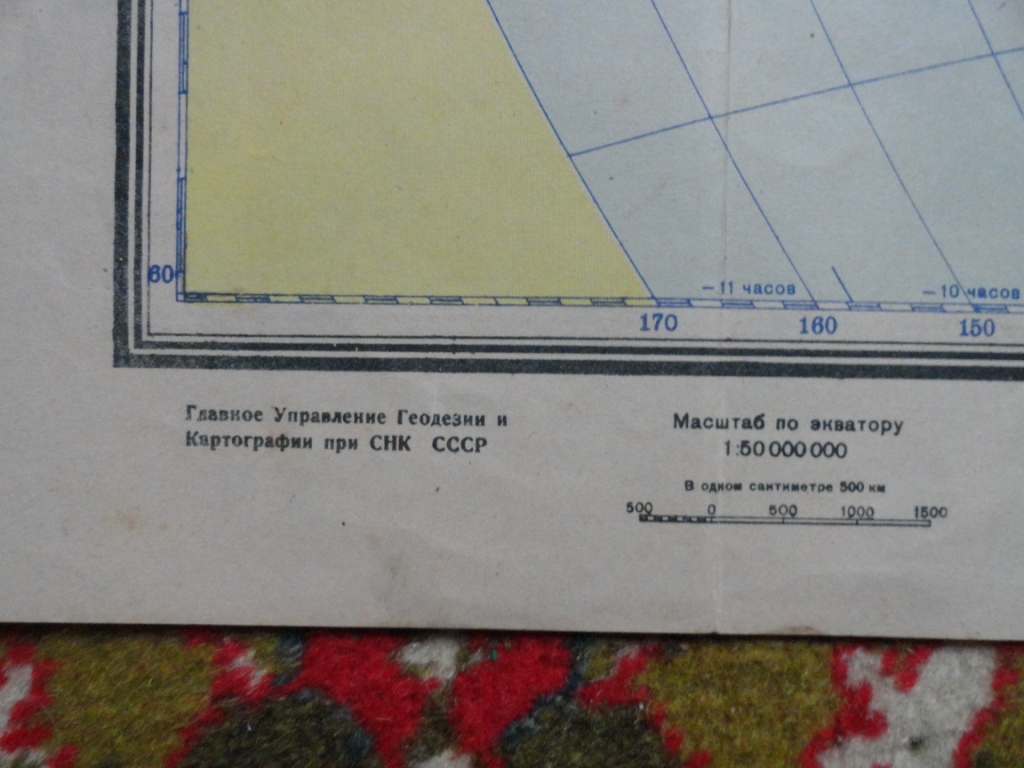 60
– 11 часов
– 10 часов
170 160 150
Главное Управление Геодезии и
Картографии при СНК СССР
Масштаб по экватору
1:50 000 000
В одном сантиметре 500 км
500 0 500 1000 1500